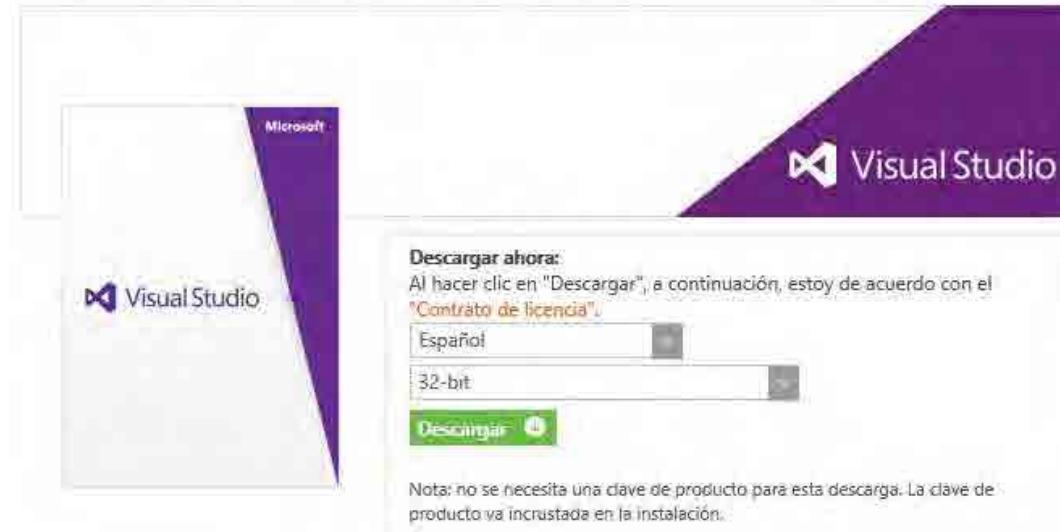 Microsoft
Visual Studio
Visual Studio
Descargar ahora:
Al hacer clic en "Descargar", a continuación, estoy de acuerdo con el
"Contrato de licencia".
Español
32-bit
Descargar
Nota: no se necesita una clave de producto para esta descarga. La clave de
producto va incrustada en la instalación.